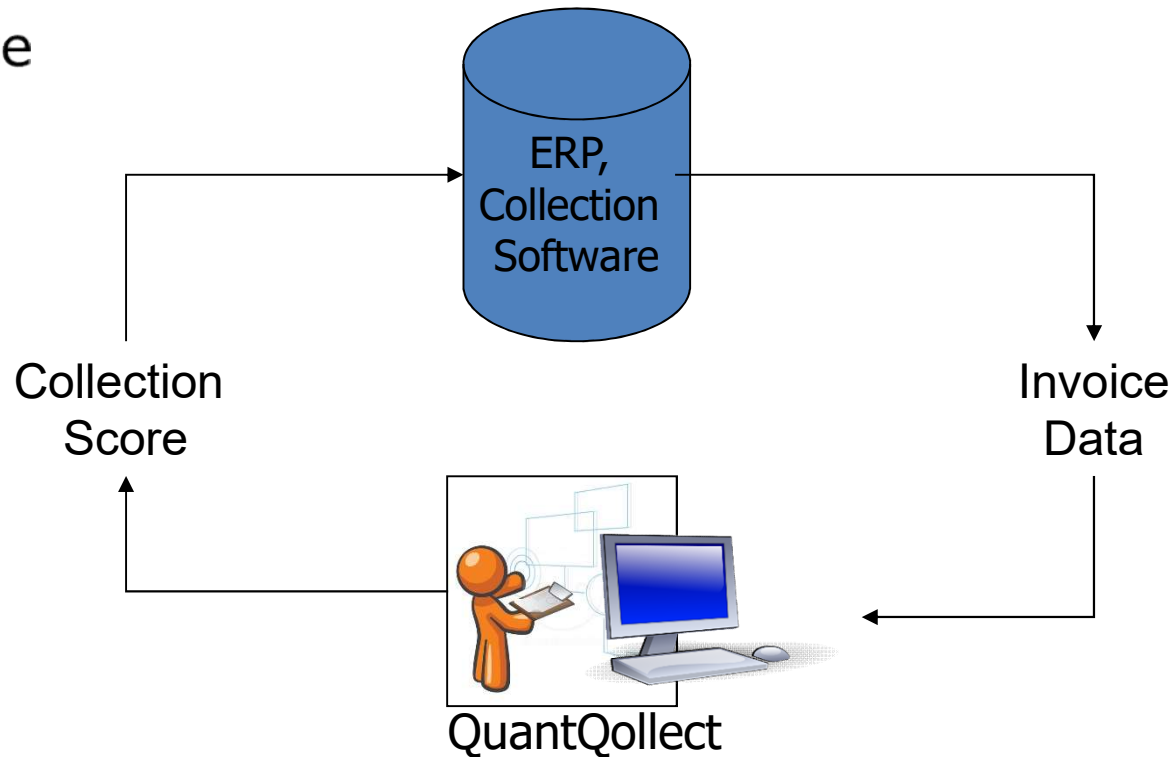 e
ERP,
Collection
Software
Collection
Score
Invoice
Data
QuantQollect